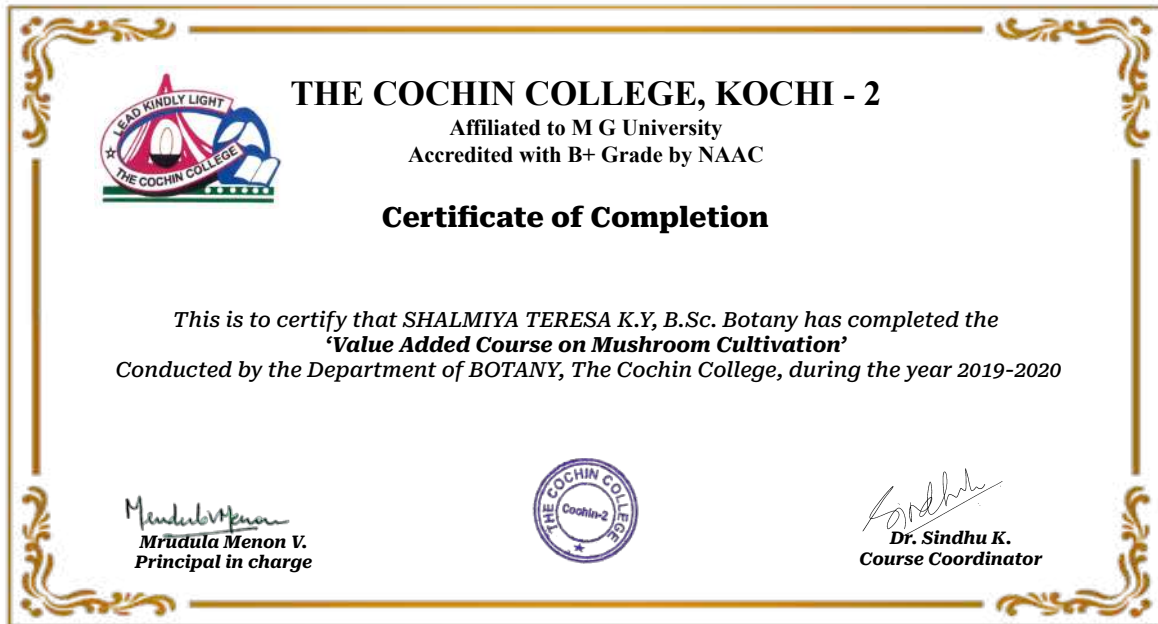 LEAD KINDLY LIGHT
THE COCHIN COLLEGE
THE COCHIN COLLEGE, KOCHI - 2
Affiliated to M G University
Accredited with B+ Grade by NAAC
Certificate of Completion
This is to certify that SHALMIYA TERESA K.Y, B.Sc. Botany has completed the
‘Value Added Course on Mushroom Cultivation’
Conducted by the Department of BOTANY, The Cochin College, during the year 2019-2020
Mrudula Menon V.
Principal in charge
THE COCHIN COLLEGE
Cochin-2
Sindhu
Dr. Sindhu K.
Course Coordinator